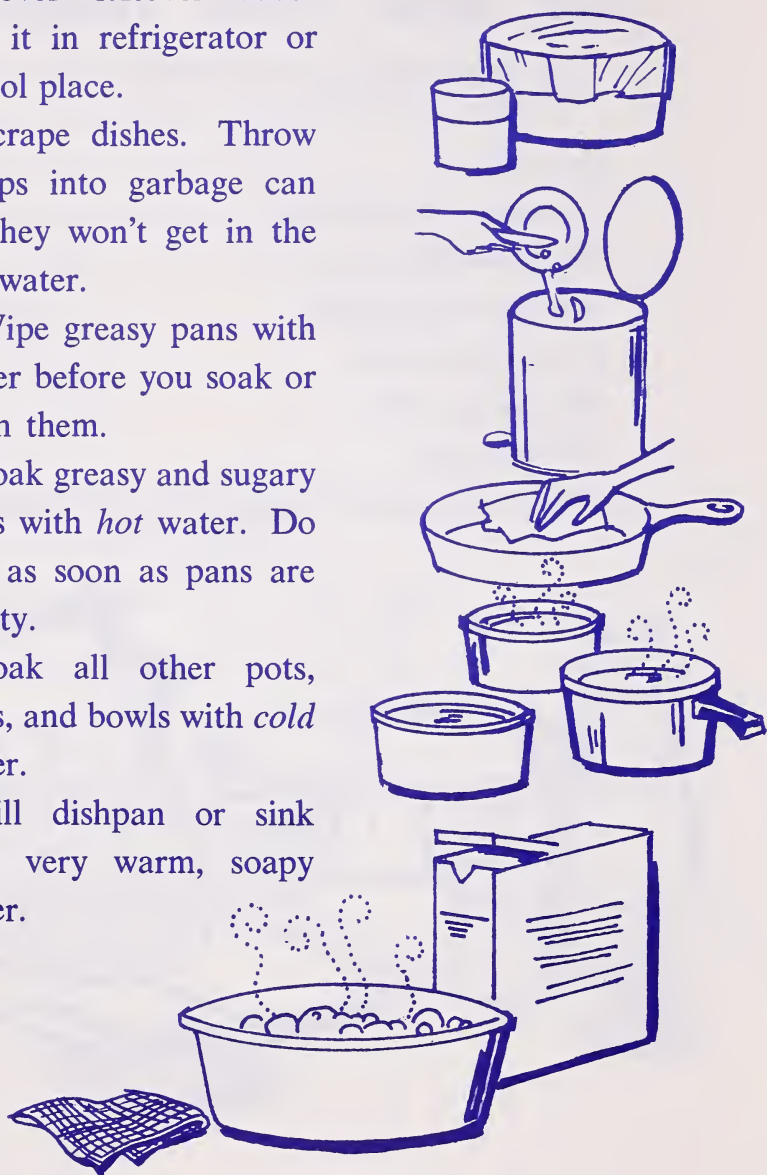 it in refrigerator or
ol place.
crape dishes. Throw
ps into garbage can
hey won't get in the
water.
Wipe greasy pans with
er before you soak or
h them.
oak greasy and sugary
s with hot water. Do
as soon as pans are
ty.
oak all other pots,
s, and bowls with cold
er.
ill dishpan or sink
very warm, soapy
er.